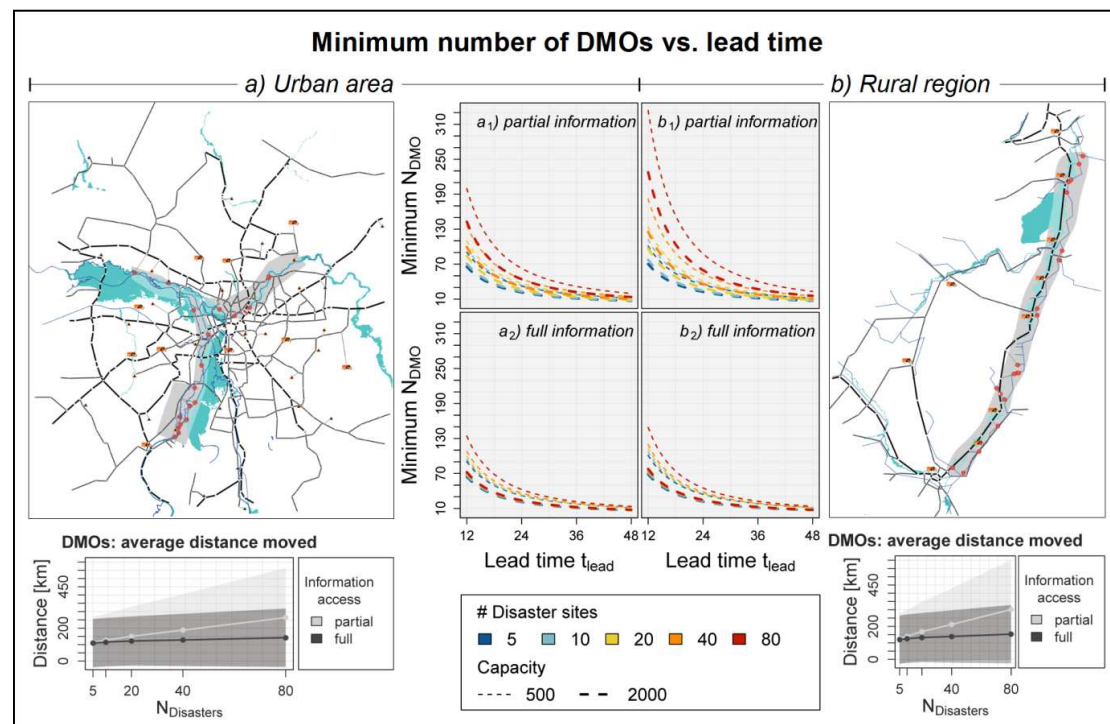 Minimum number of DMOs vs. lead time
a) Urban area
b) Rural region
a1) partial information
b1) partial information
Minimum NDMO
310
250
190
130
70
10
a2) full information
b2) full information
Minimum NDMO
310
250
190
130
70
10
12 24 36 48
12 24 36 48
Lead time tlead
Lead time tlead
DMOs: average distance moved
Distance [km]
450
200
0
5 20 40 80
NDisasters
Information
access
partial
full
# Disaster sites
5 10 20 40 80
Capacity
500 2000
DMOs: average distance moved
Distance [km]
450
200
0
5 40 80
NDisasters
Information
access
partial
full